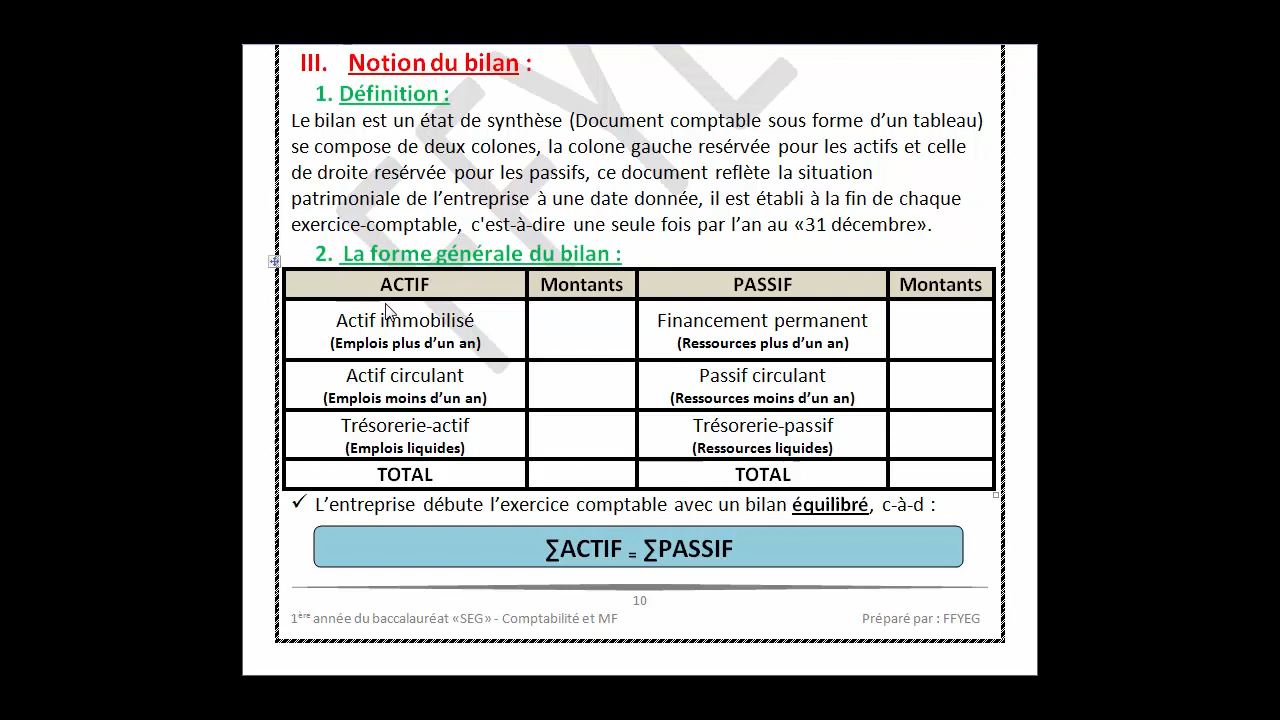 III. Notion du bilan :
1. Définition :
Le bilan est un état de synthèse (Document comptable sous forme d’un tableau)
se compose de deux colones, la colone gauche resérvée pour les actifs et celle
de droite resérvée pour les passifs, ce document reflète la situation
patrimoniale de l’entreprise à une date donnée, il est établi à la fin de chaque
exercice-comptable, c'est-à-dire une seule fois par l’an au «31 décembre».
2. La forme générale du bilan :
ACTIF Montants PASSIF Montants
Actif immobilisé Financement permanent
(Emplois plus d’un an) (Ressources plus d’un an)
Actif circulant Passif circulant
(Emplois moins d’un an) (Ressources moins d’un an)
Trésorerie-actif Trésorerie-passif
(Emplois liquides) (Ressources liquides)
TOTAL TOTAL
✓ L’entreprise débute l’exercice comptable avec un bilan équilibré, c-à-d :
∑ACTIF = ∑PASSIF
10
1ère année du baccalauréat «SEG» - Comptabilité et MF Préparé par : FFYEG